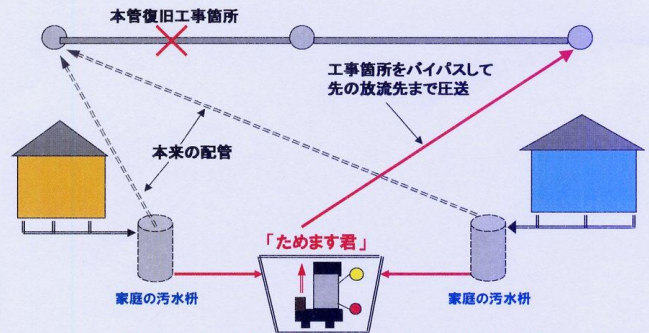 本管復旧工事箇所
工事箇所をバイパスして
先の放流先まで圧送
本来の配管
「ためます君」
家庭の汚水枡
家庭の汚水枡